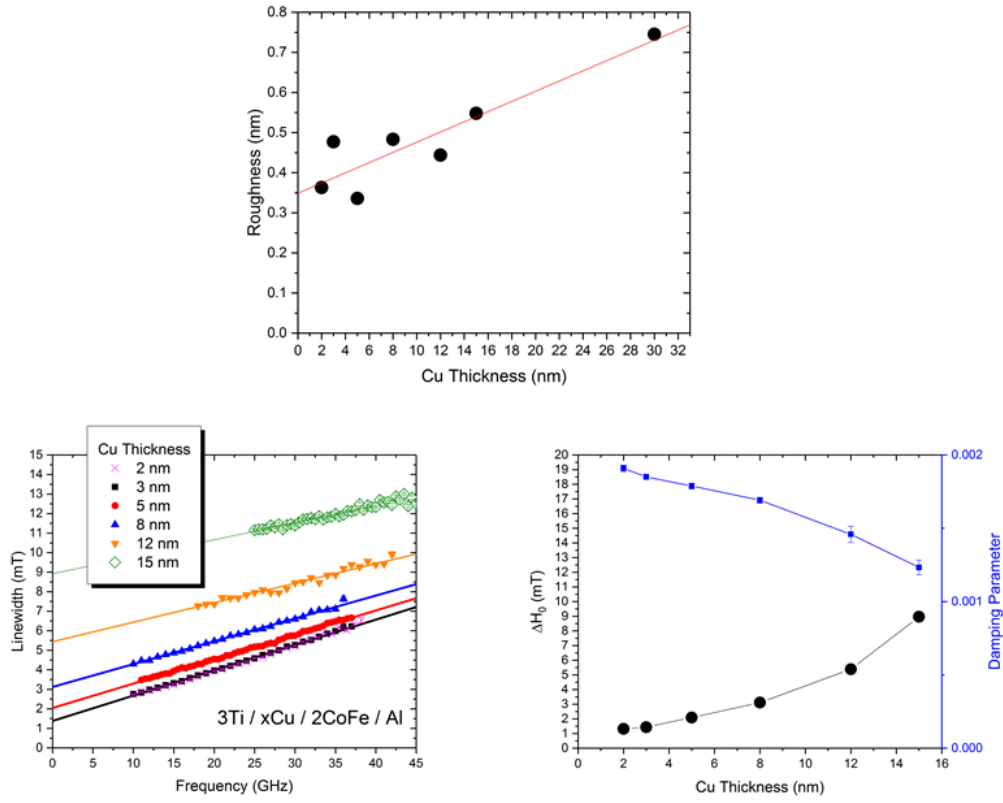 0.8
0.7
0.6
0.5
0.4
0.3
0.2
0.1
0.0
Roughness (nm)
0 2 4 6 8 10 12 14 16 18 20 22 24 26 28 30 32
Cu Thickness (nm)
15
14
13
12
11
10
9
8
7
6
5
4
3
2
1
0
Linewidth (mT)
Cu Thickness
2 nm
3 nm
5 nm
8 nm
12 nm
15 nm
3Ti / xCu / 2CoFe / Al
0 5 10 15 20 25 30 35 40 45
Frequency (GHz)
20
19
18
17
16
15
14
13
12
11
10
9
8
7
6
5
4
3
2
1
0
ΔH₀ (mT)
0.002
0.001
0.000
Damping Parameter
0 2 4 6 8 10 12 14 16
Cu Thickness (nm)